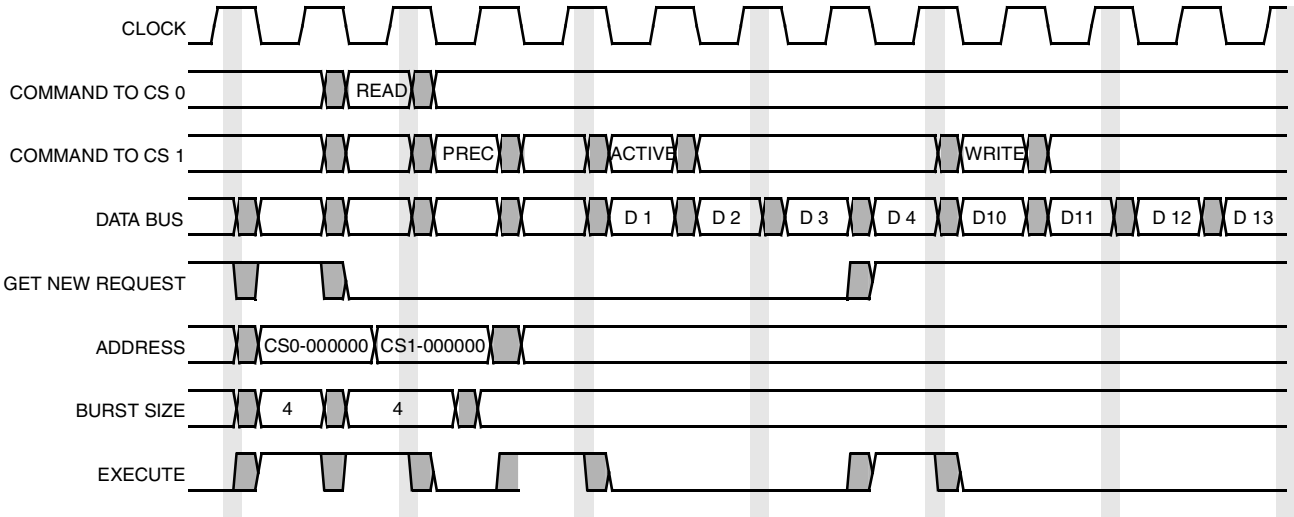 CLOCK
COMMAND TO CS 0 READ
COMMAND TO CS 1 PREC ACTIVE WRITE
DATA BUS D 1 D 2 D 3 D 4 D10 D11 D 12 D 13
GET NEW REQUEST
ADDRESS CS0-000000 CS1-000000
BURST SIZE 4 4
EXECUTE